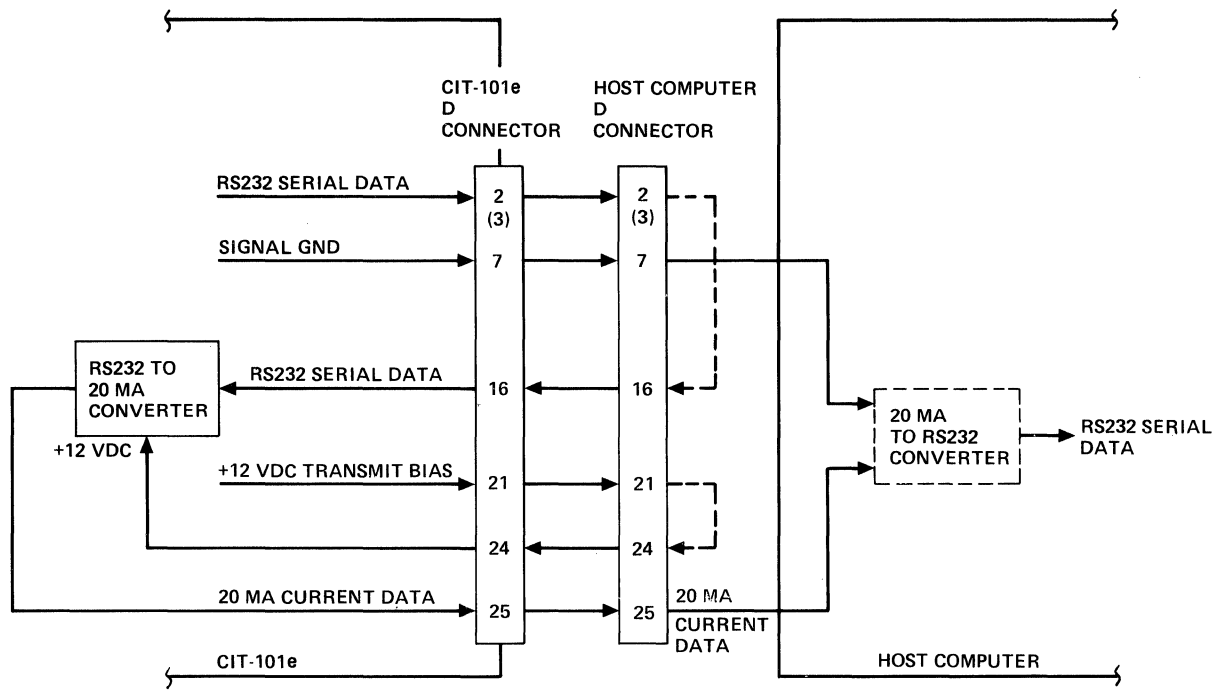 CIT-101e
D
CONNECTOR
HOST COMPUTER
D
CONNECTOR
RS232 SERIAL DATA
2
(3)
2
(3)
SIGNAL GND
7
7
RS232 TO
20 MA
CONVERTER
RS232 SERIAL DATA
16
16
20 MA
TO RS232
CONVERTER
RS232 SERIAL
DATA
+12 VDC
+12 VDC TRANSMIT BIAS
21
21
24
24
20 MA CURRENT DATA
25
25
20 MA
CURRENT
DATA
CIT-101e
HOST COMPUTER